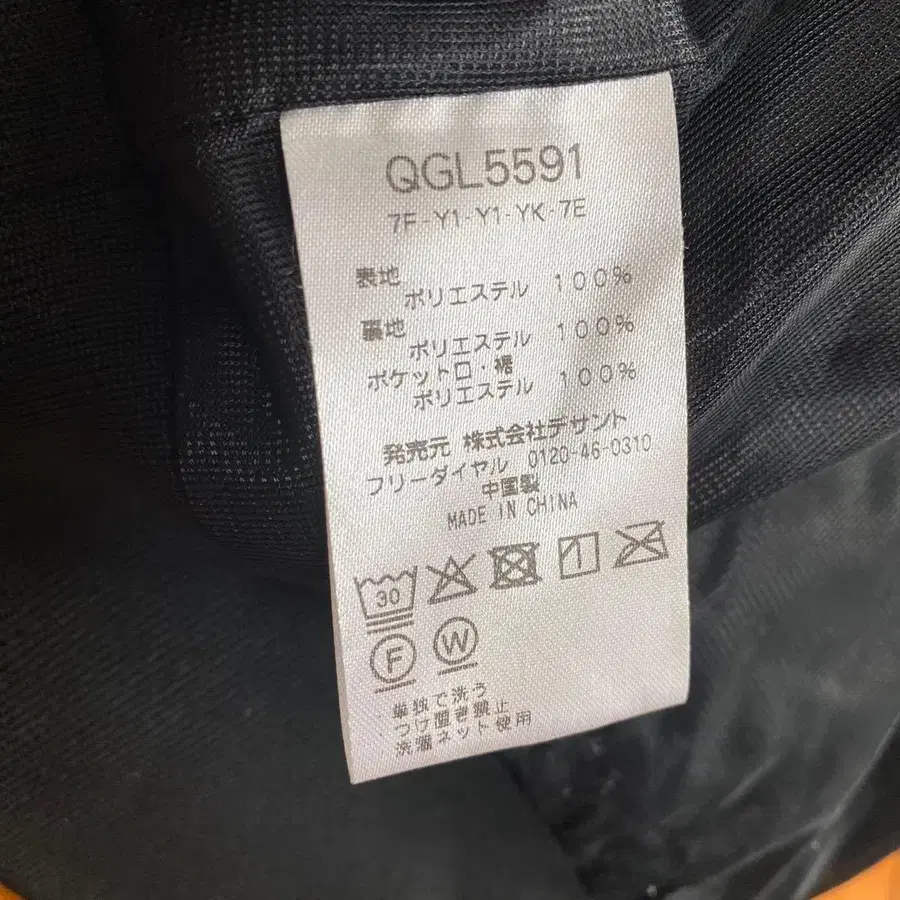 QGL5591
7F-Y1-Y1-YK-7E
表地
ポリエステル 100%
裏地
ポリエステル 100%
ポケット口・裾
ポリエステル 100%
発売元 株式会社デサント
フリーダイヤル 0120-46-0310
中国製
MADE IN CHINA
30
F W
・単独で洗う
・つけ置き禁止
・洗濯ネット使用